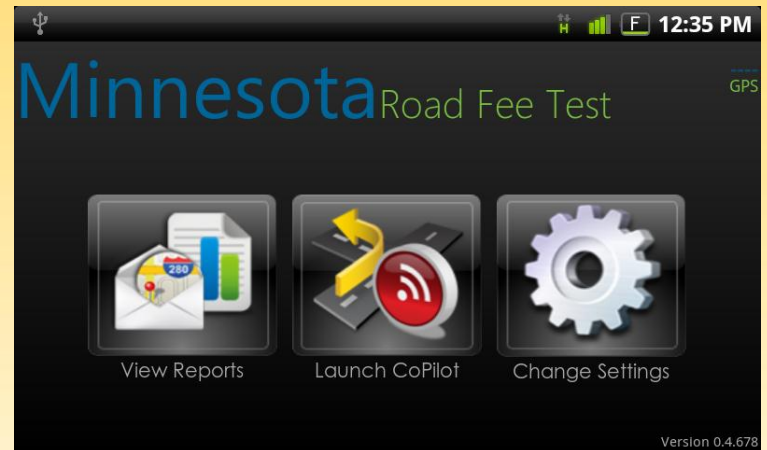 H F 12:35 PM
Minnesota Road Fee Test
GPS
280
View Reports Launch CoPilot Change Settings
Version 0.4.678